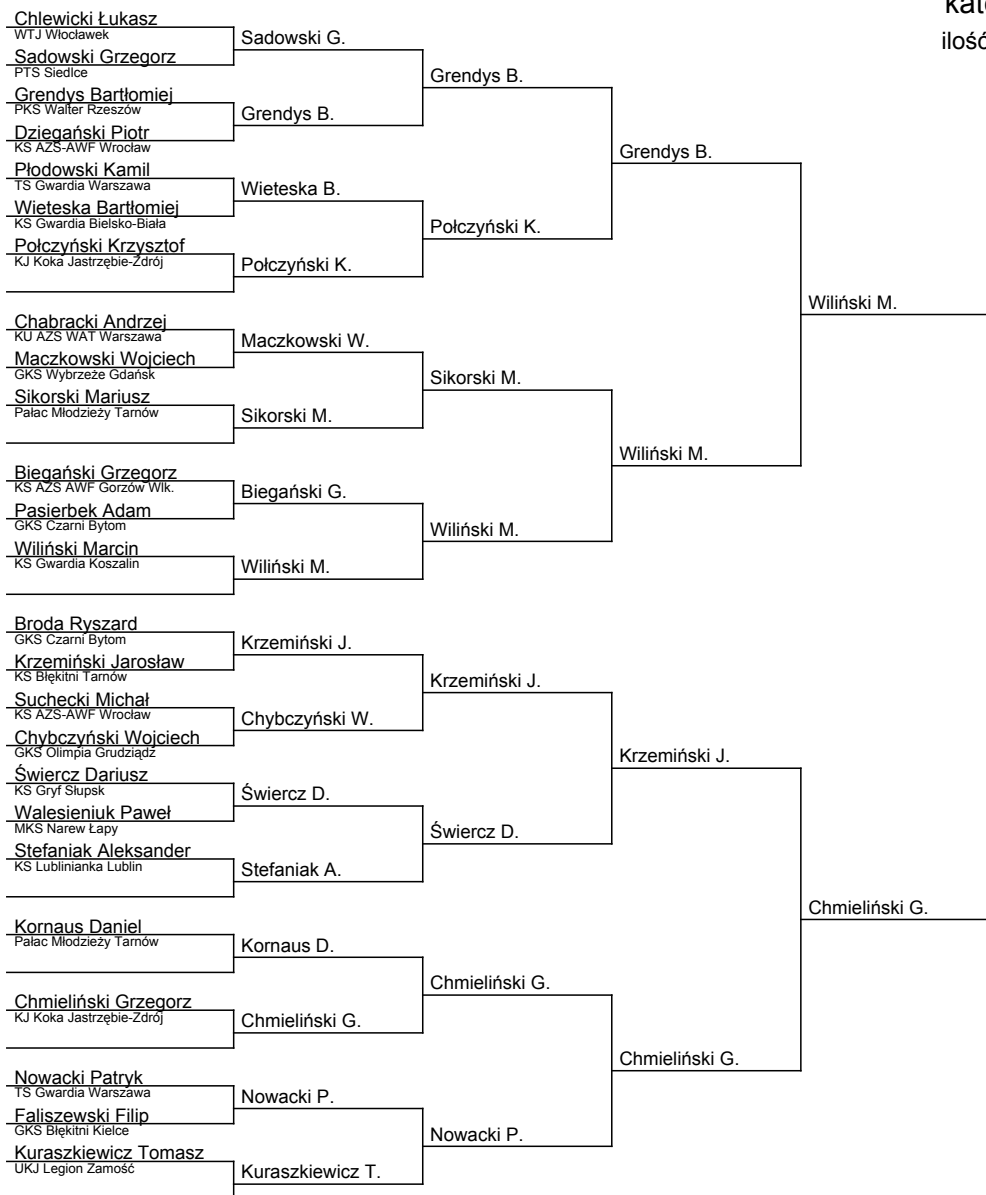 kate
ilość
Chlewicki Łukasz
WTJ Włocławek
Sadowski Grzegorz
PTS Siedlce
Grendys Bartłomiej
PKS Walter Rzeszów
Dziegański Piotr
KS AZS-AWF Wrocław
Płodowski Kamil
TS Gwardia Warszawa
Wieteska Bartłomiej
KS Gwardia Bielsko-Biała
Połczyński Krzysztof
KJ Koka Jastrzębie-Zdrój
Chabracki Andrzej
KU AZS WAT Warszawa
Maczkowski Wojciech
GKS Wybrzeże Gdańsk
Sikorski Mariusz
Pałac Młodzieży Tarnów
Biegański Grzegorz
KS AZS AWF Gorzów Wlk.
Pasierbek Adam
GKS Czarni Bytom
Wiliński Marcin
KS Gwardia Koszalin
Broda Ryszard
GKS Czarni Bytom
Krzemiński Jarosław
KS Błękitni Tarnów
Suchecki Michał
KS AZS-AWF Wrocław
Chybczyński Wojciech
GKS Olimpia Grudziądz
Świercz Dariusz
KS Gryf Słupsk
Walesieniuk Paweł
MKS Narew Łapy
Stefaniak Aleksander
KS Lublinianka Lublin
Kornaus Daniel
Pałac Młodzieży Tarnów
Chmieliński Grzegorz
KJ Koka Jastrzębie-Zdrój
Nowacki Patryk
TS Gwardia Warszawa
Faliszewski Filip
GKS Błękitni Kielce
Kuraszkiewicz Tomasz
UKJ Legion Zamość
Sadowski G.
Grendys B.
Wieteska B.
Połczyński K.
Maczkowski W.
Sikorski M.
Biegański G.
Wiliński M.
Krzemiński J.
Chybczyński W.
Świercz D.
Stefaniak A.
Kornaus D.
Chmieliński G.
Nowacki P.
Kuraszkiewicz T.
Grendys B.
Połczyński K.
Sikorski M.
Wiliński M.
Krzemiński J.
Świercz D.
Chmieliński G.
Nowacki P.
Grendys B.
Wiliński M.
Krzemiński J.
Chmieliński G.
Wiliński M.
Chmieliński G.